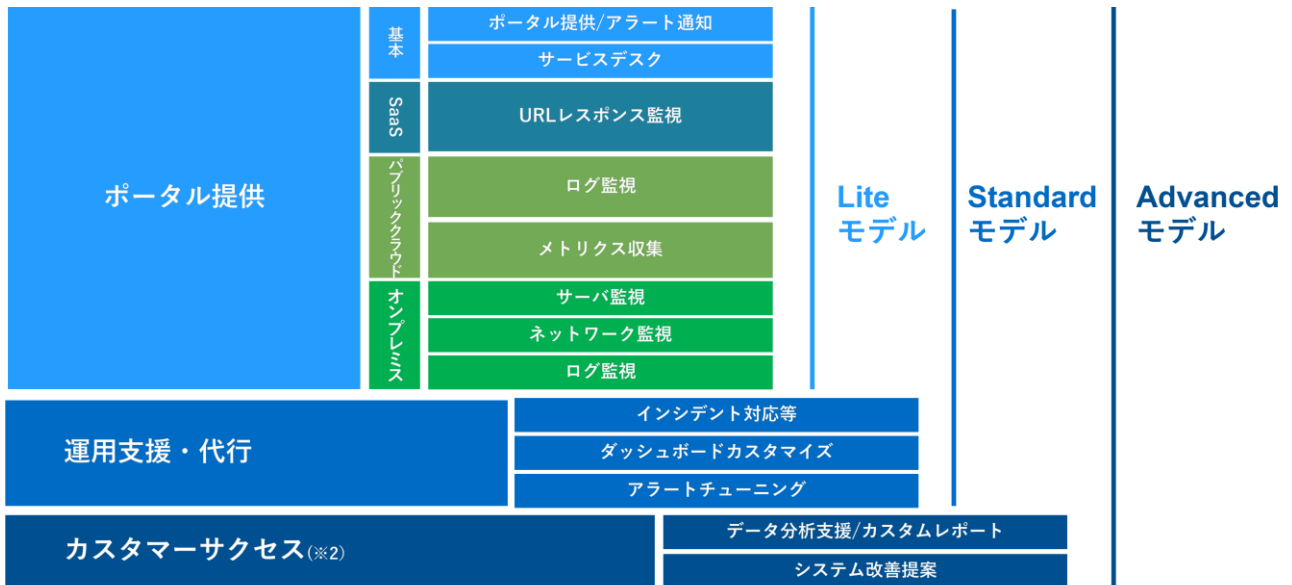 ポータル提供
基本
ポータル提供/アラート通知
サービスデスク
SaaS
URLレスポンス監視
パブリッククラウド
ログ監視
メトリクス収集
オンプレミス
サーバ監視
ネットワーク監視
ログ監視
Lite
モデル
Standard
モデル
Advanced
モデル
運用支援・代行
インシデント対応等
ダッシュボードカスタマイズ
アラートチューニング
カスタマーサクセス(※2)
データ分析支援/カスタムレポート
システム改善提案